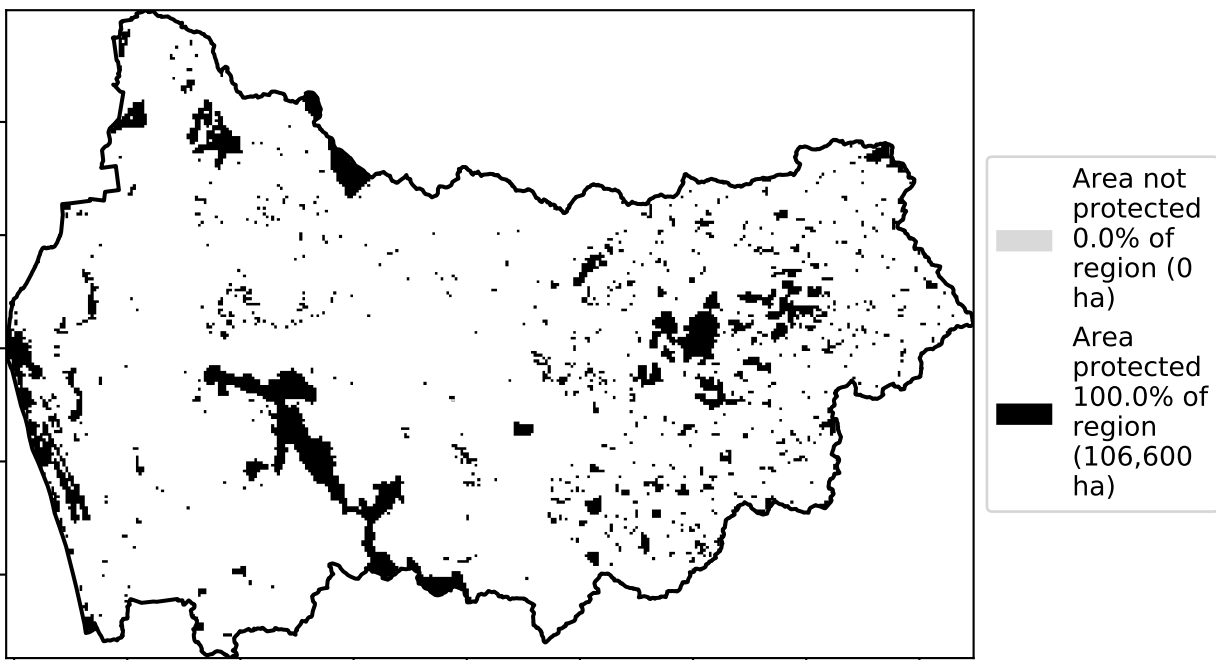 Area not
protected
0.0% of
region (0
ha)
Area
protected
100.0% of
region
(106,600
ha)